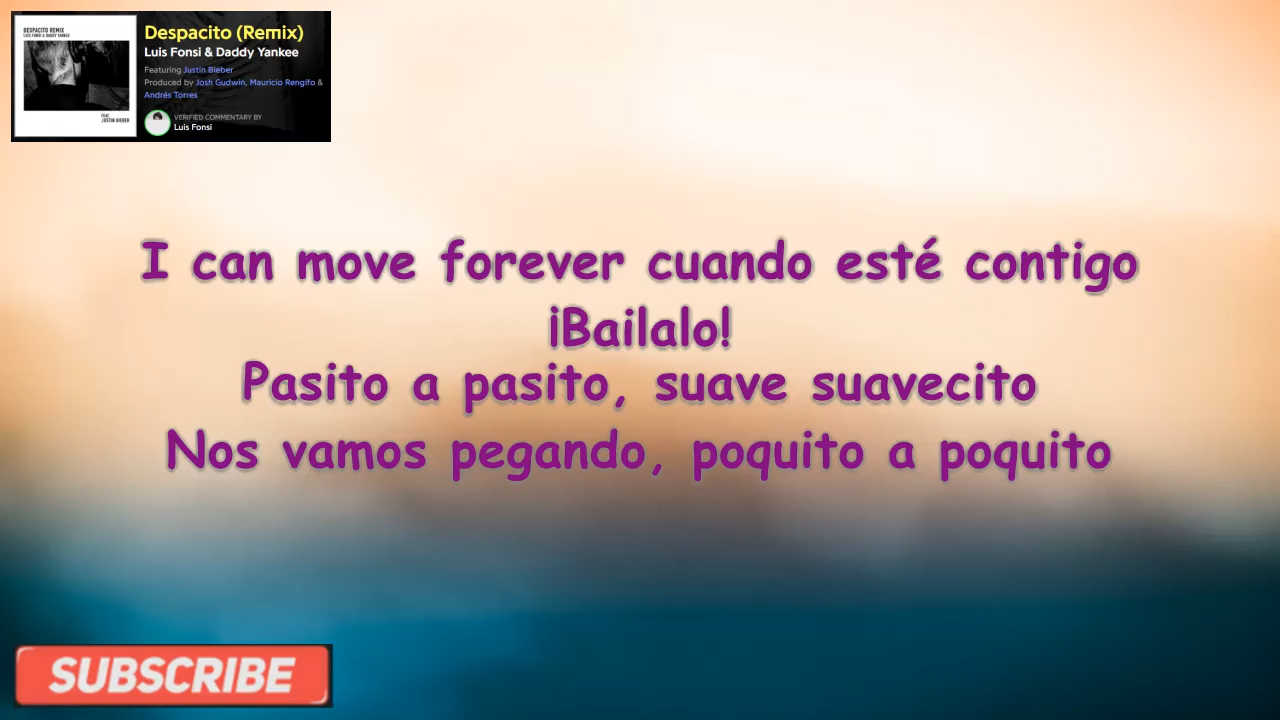 DESPACITO REMIX
LUIS FONSI & DADDY YANKEE
FEAT.
JUSTIN BIEBER
Despacito (Remix)
Luis Fonsi & Daddy Yankee
Featuring Justin Bieber
Produced by Josh Gudwin, Mauricio Rengifo &
Andrés Torres
VERIFIED COMMENTARY BY
Luis Fonsi
I can move forever cuando esté contigo
¡Bailalo!
Pasito a pasito, suave suavecito
Nos vamos pegando, poquito a poquito
SUBSCRIBE